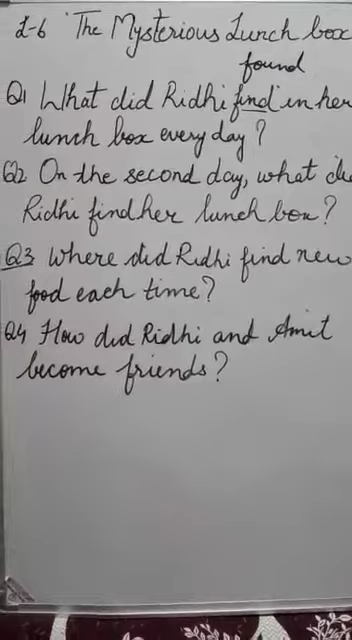 L-6 The Mysterious Lunch box
found
Q1 What did Ridhi find in her
lunch box every day?
Q2 On the second day, what
Ridhi find her lunch box?
Q3 Where did Ridhi find new
food each time?
Q4 How did Ridhi and Amit
become friends?